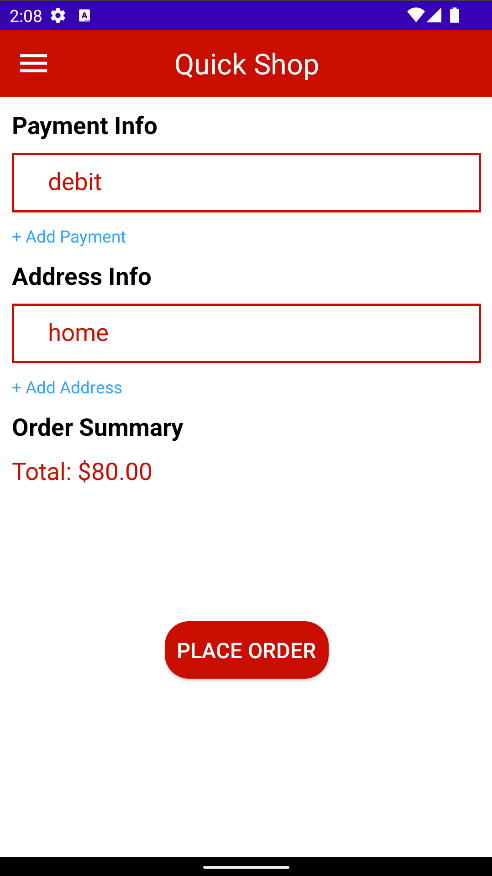 2:08
Quick Shop
Payment Info
debit
+ Add Payment
Address Info
home
+ Add Address
Order Summary
Total: $80.00
PLACE ORDER